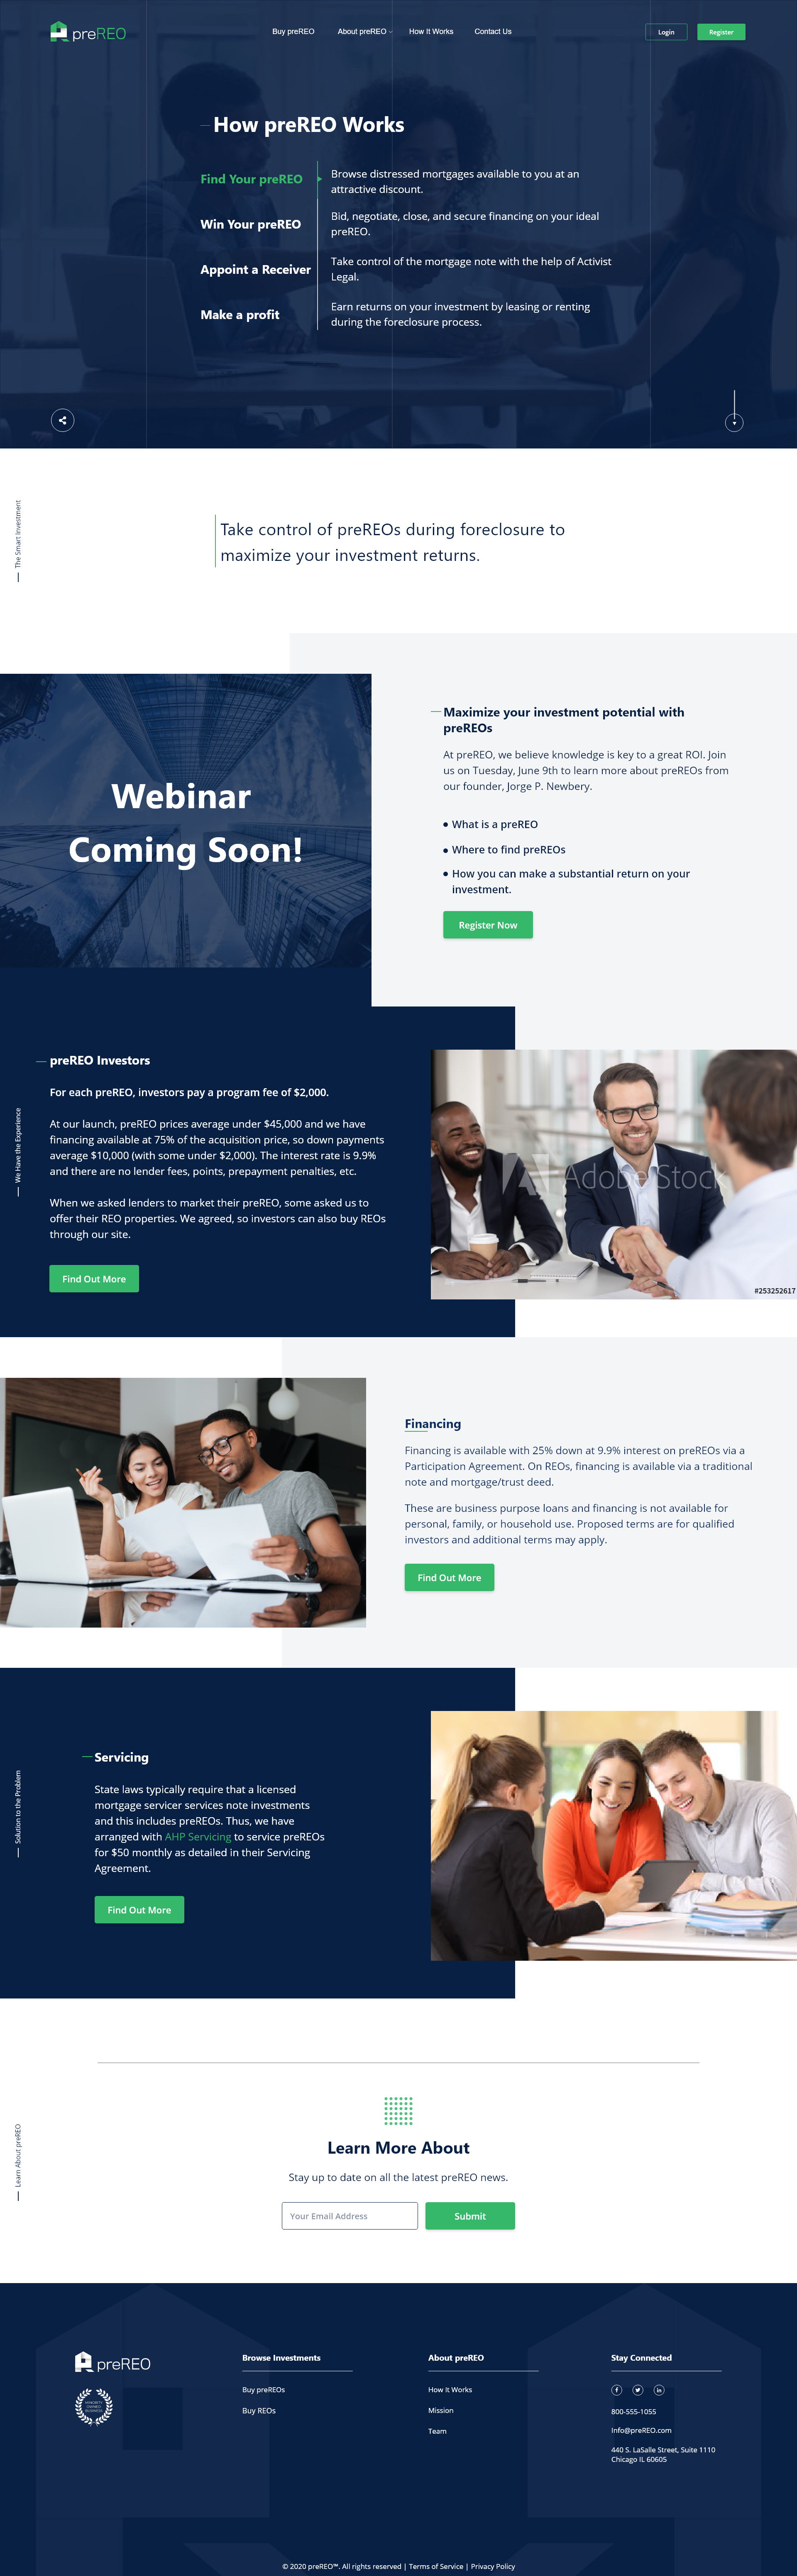 preREO
Buy preREO
About preREO
How It Works
Contact Us
Login
Register
How preREO Works
Find Your preREO
Browse distressed mortgages available to you at an
attractive discount.
Win Your preREO
Bid, negotiate, close, and secure financing on your ideal
preREO.
Appoint a Receiver
Take control of the mortgage note with the help of Activist
Legal.
Make a profit
Earn returns on your investment by leasing or renting
during the foreclosure process.
The Smart Investment
Take control of preREOs during foreclosure to
maximize your investment returns.
Webinar
Coming Soon!
Maximize your investment potential with
preREOs
At preREO, we believe knowledge is key to a great ROI. Join
us on Tuesday, June 9th to learn more about preREOs from
our founder, Jorge P. Newbery.
What is a preREO
Where to find preREOs
How you can make a substantial return on your
investment.
Register Now
We Have the Experience
preREO Investors
For each preREO, investors pay a program fee of $2,000.
At our launch, preREO prices average under $45,000 and we have
financing available at 75% of the acquisition price, so down payments
average $10,000 (with some under $2,000). The interest rate is 9.9%
and there are no lender fees, points, prepayment penalties, etc.
When we asked lenders to market their preREO, some asked us to
offer their REO properties. We agreed, so investors can also buy REOs
through our site.
Find Out More
Adobe Stock
#253252617
Financing
Financing is available with 25% down at 9.9% interest on preREOs via a
Participation Agreement. On REOs, financing is available via a traditional
note and mortgage/trust deed.
These are business purpose loans and financing is not available for
personal, family, or household use. Proposed terms are for qualified
investors and additional terms may apply.
Find Out More
Solution to the Problem
Servicing
State laws typically require that a licensed
mortgage servicer services note investments
and this includes preREOs. Thus, we have
arranged with AHP Servicing to service preREOs
for $50 monthly as detailed in their Servicing
Agreement.
Find Out More
Learn About preREO
Learn More About
Stay up to date on all the latest preREO news.
Your Email Address
Submit
preREO
MINORITY
OWNED
BUSINESS
Browse Investments
Buy preREOs
Buy REOs
About preREO
How It Works
Mission
Team
Stay Connected
800-555-1055
Info@preREO.com
440 S. LaSalle Street, Suite 1110
Chicago IL 60605
© 2020 preREO™. All rights reserved | Terms of Service | Privacy Policy